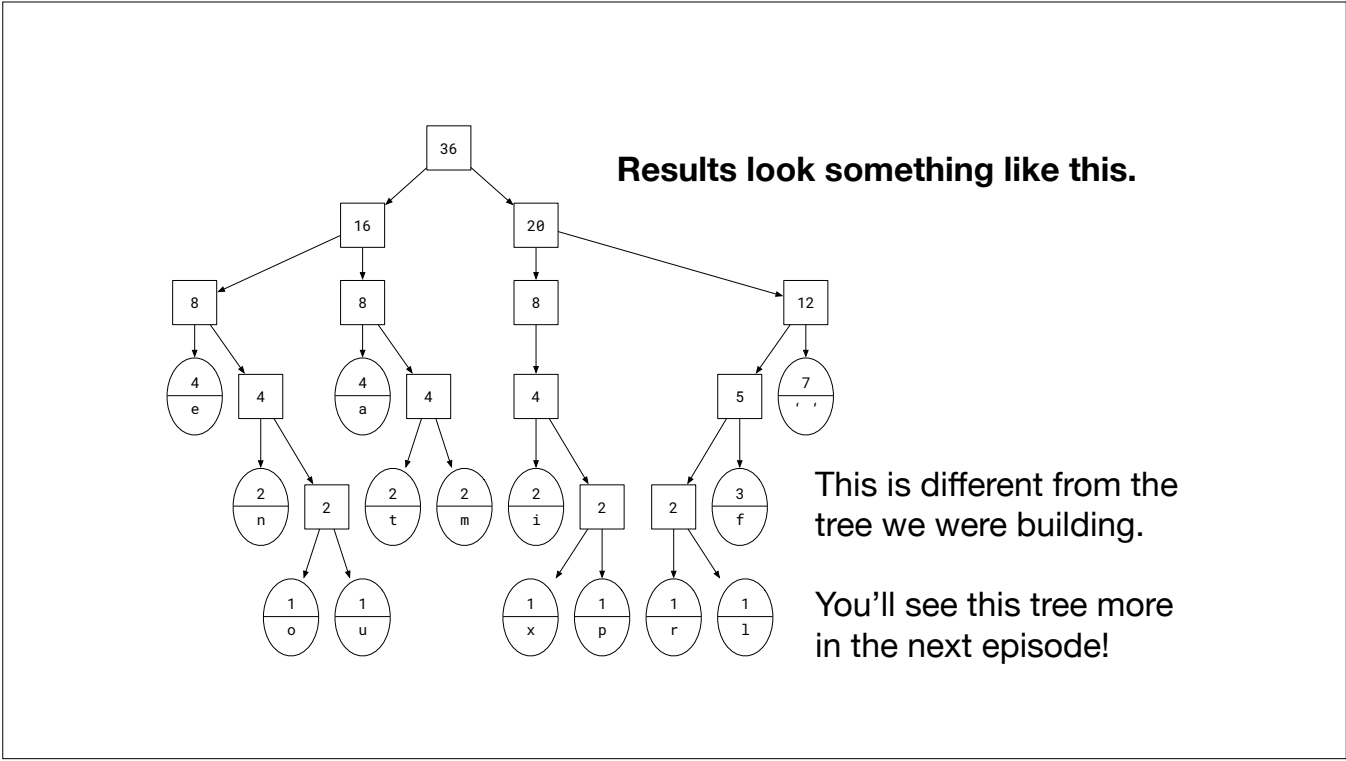 36
Results look something like this.
16
20
8
8
8
12
4
e
4
4
a
4
4
5
7
‘ ‘
2
n
2
2
t
2
m
2
i
2
2
3
f
This is different from the
tree we were building.
1
o
1
u
1
x
1
p
1
r
1
l
You’ll see this tree more
in the next episode!